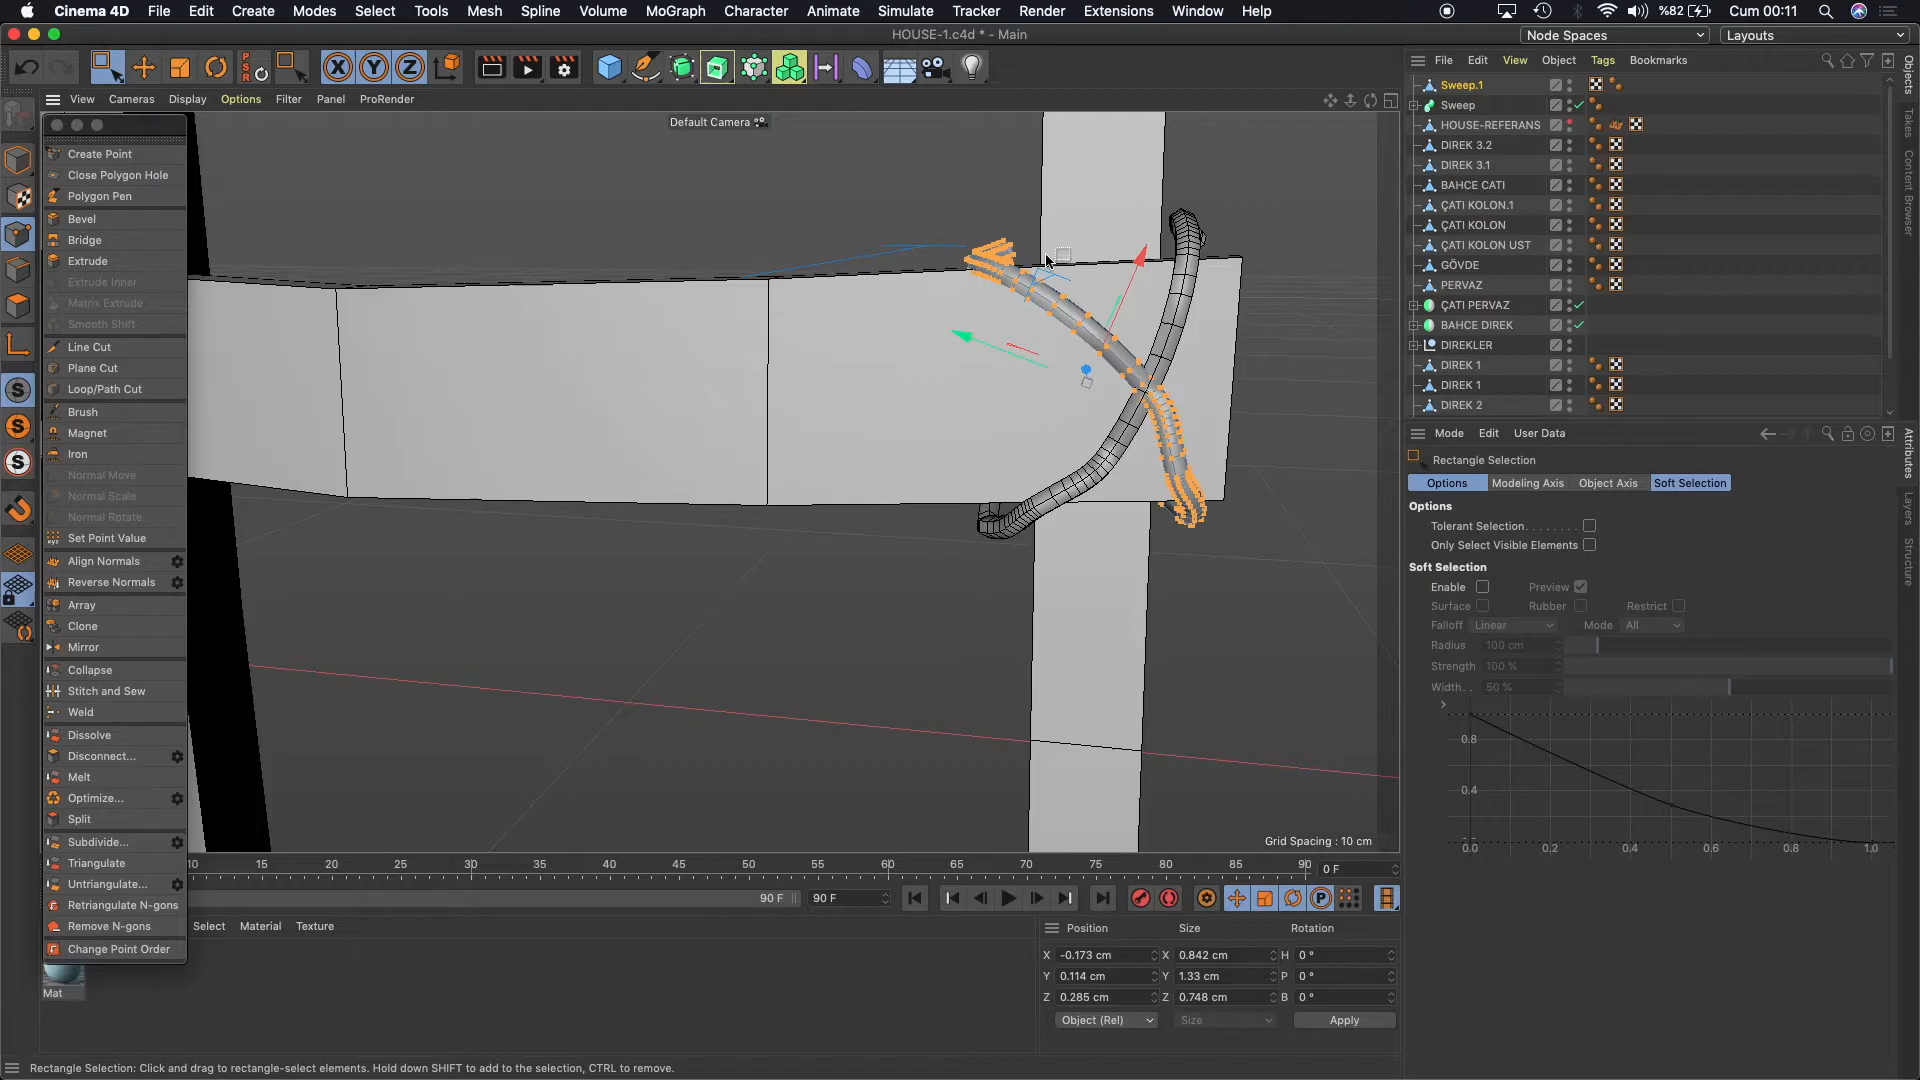 Cinema 4D File Edit Create Modes Select Tools Mesh Spline Volume MoGraph Character Animate Simulate Tracker Render Extensions Window Help %82 Cum 00:11
HOUSE-1.c4d * - Main
Node Spaces Layouts
File Edit View Object Tags Bookmarks
View Cameras Display Options Filter Panel ProRender
Default Camera
Create Point
Close Polygon Hole
Polygon Pen
Bevel
Bridge
Extrude
Extrude Inner
Matrix Extrude
Smooth Shift
Line Cut
Plane Cut
Loop/Path Cut
Brush
Magnet
Iron
Normal Move
Normal Scale
Normal Rotate
Set Point Value
Align Normals
Reverse Normals
Array
Clone
Mirror
Collapse
Stitch and Sew
Weld
Dissolve
Disconnect...
Melt
Optimize...
Split
Subdivide...
Triangulate
Untriangulate...
Retriangulate N-gons
Remove N-gons
Change Point Order
Sweep.1
Sweep
HOUSE-REFERANS
DIREK 3.2
DIREK 3.1
BAHCE CATI
ÇATI KOLON.1
ÇATI KOLON
ÇATI KOLON UST
GÖVDE
PERVAZ
ÇATI PERVAZ
BAHCE DIREK
DIREKLER
DIREK 1
DIREK 1
DIREK 2
Objects
Takes
Content Browser
Attributes
Layers
Structure
Mode Edit User Data
Rectangle Selection
Options Modeling Axis Object Axis Soft Selection
Options
Tolerant Selection
Only Select Visible Elements
Soft Selection
Enable Preview
Surface Rubber Restrict
Falloff Linear Mode All
Radius 100 cm
Strength 100 %
Width. . 50 %
0.8
0.4
0.0 0.2 0.4 0.6 0.8 1.0
Grid Spacing : 10 cm
10 15 20 25 30 35 40 45 50 55 60 65 70 75 80 85 90 0 F
90 F 90 F
Select Material Texture
Mat
Position Size Rotation
X -0.173 cm X 0.842 cm H 0 °
Y 0.114 cm Y 1.33 cm P 0 °
Z 0.285 cm Z 0.748 cm B 0 °
Object (Rel) Size Apply
Rectangle Selection: Click and drag to rectangle-select elements. Hold down SHIFT to add to the selection, CTRL to remove.